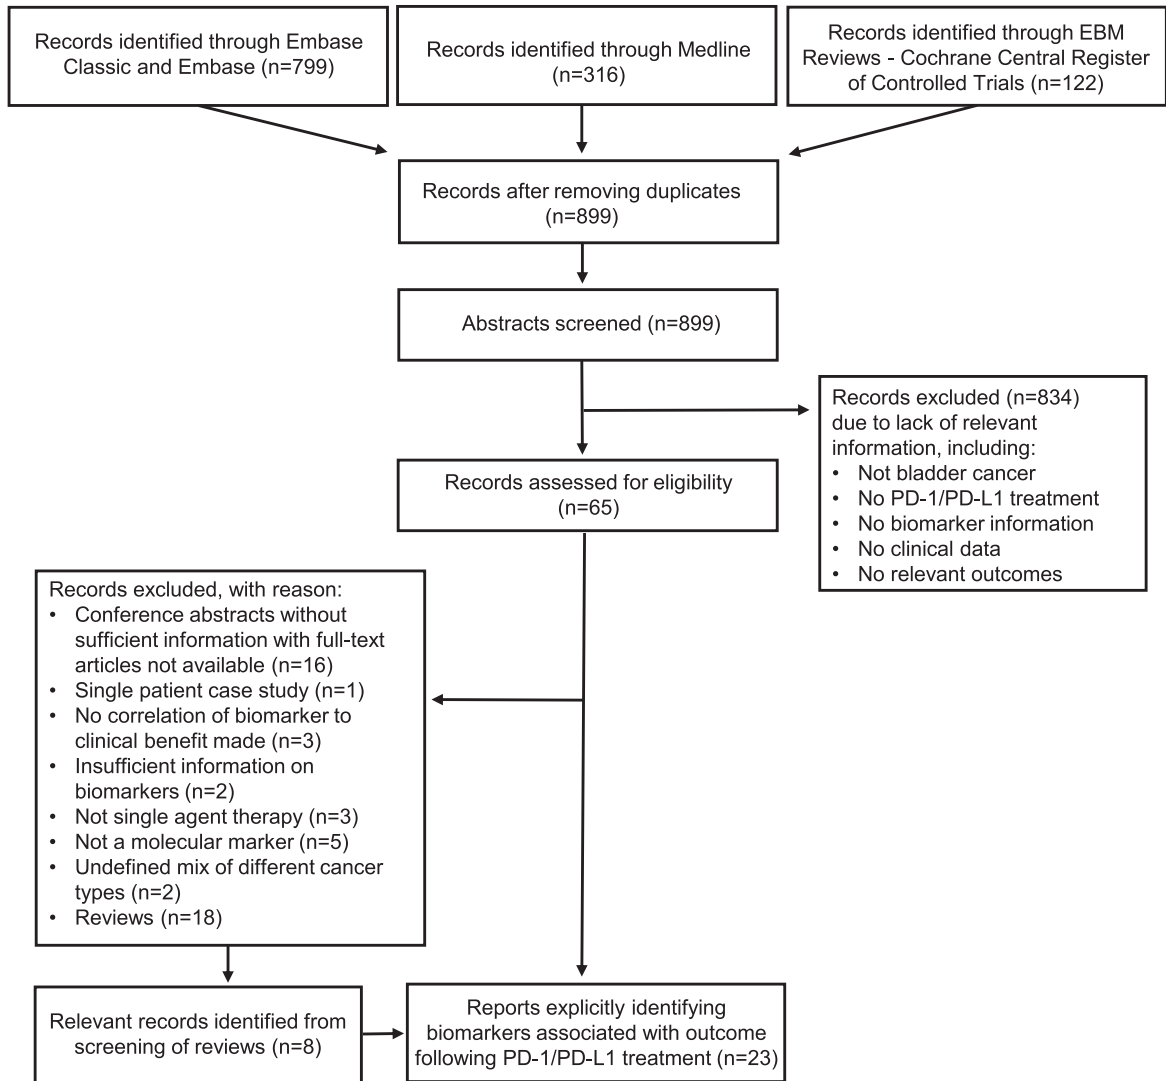 Records identified through Embase
Classic and Embase (n=799)
Records identified through Medline
(n=316)
Records identified through EBM
Reviews - Cochrane Central Register
of Controlled Trials (n=122)
Records after removing duplicates
(n=899)
Abstracts screened (n=899)
Records excluded (n=834)
due to lack of relevant
information, including:
• Not bladder cancer
• No PD-1/PD-L1 treatment
• No biomarker information
• No clinical data
• No relevant outcomes
Records assessed for eligibility
(n=65)
Records excluded, with reason:
• Conference abstracts without
sufficient information with full-text
articles not available (n=16)
• Single patient case study (n=1)
• No correlation of biomarker to
clinical benefit made (n=3)
• Insufficient information on
biomarkers (n=2)
• Not single agent therapy (n=3)
• Not a molecular marker (n=5)
• Undefined mix of different cancer
types (n=2)
• Reviews (n=18)
Relevant records identified from
screening of reviews (n=8)
Reports explicitly identifying
biomarkers associated with outcome
following PD-1/PD-L1 treatment (n=23)